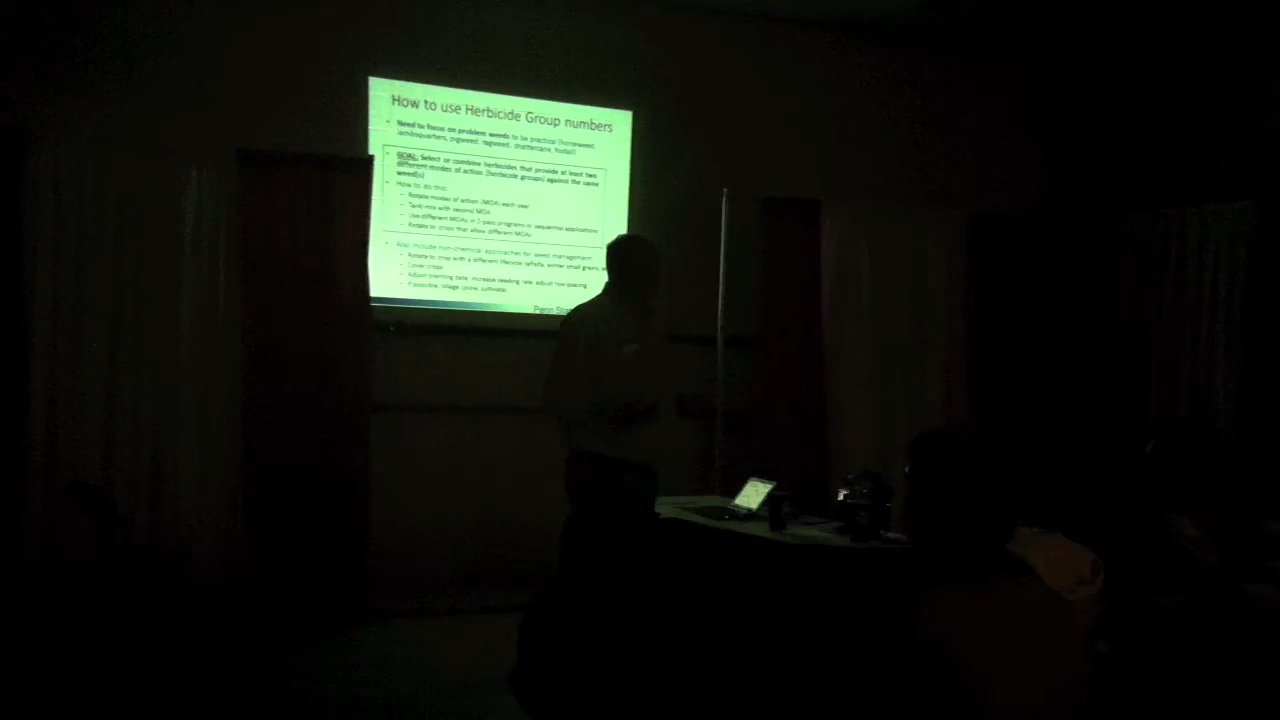 How to use Herbicide Group numbers
• Need to focus on problem weeds to be practical (horseweed,
lambsquarters, pigweed, ragweed, shattercane, foxtail)
• GOAL: Select or combine herbicides that provide at least two
different modes of action (herbicide groups) against the same
weed(s)
• How to do this:
– Rotate modes of action (MOA) each year
– Tank-mix with second MOA
– Use different MOAs in 2-pass programs or sequential applications
– Rotate to crops that allow different MOAs
• Also include non-chemical approaches for weed management
– Rotate to crop with a different lifecycle (alfalfa, winter small grains,
– Cover crops
– Adjust planting date, increase seeding rate, adjust row spacing
– If possible, tillage (plow, cultivate)
Penn Sta